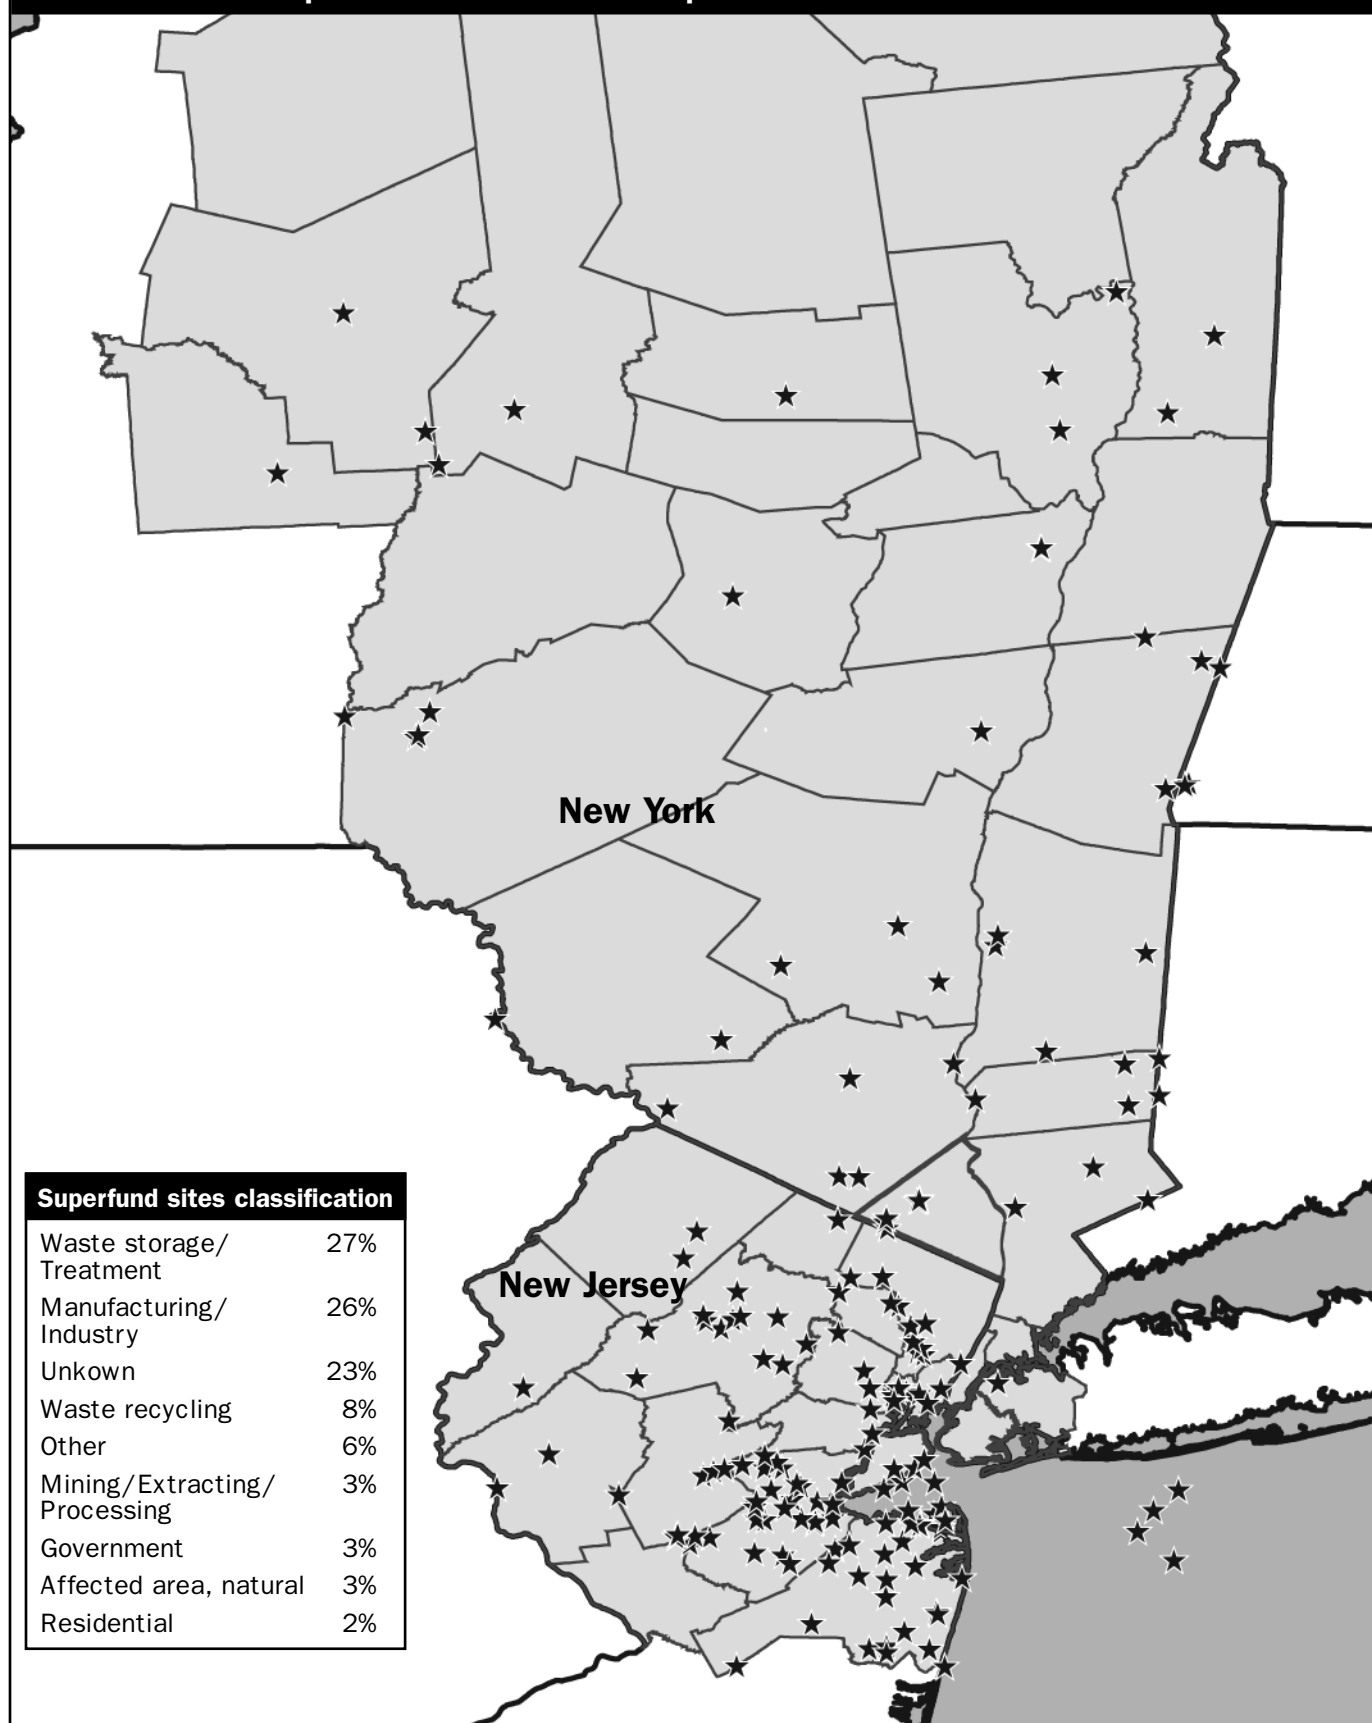 New York
New Jersey
Superfund sites classification
Waste storage/ 27%
Treatment
Manufacturing/ 26%
Industry
Unkown 23%
Waste recycling 8%
Other 6%
Mining/Extracting/ 3%
Processing
Government 3%
Affected area, natural 3%
Residential 2%